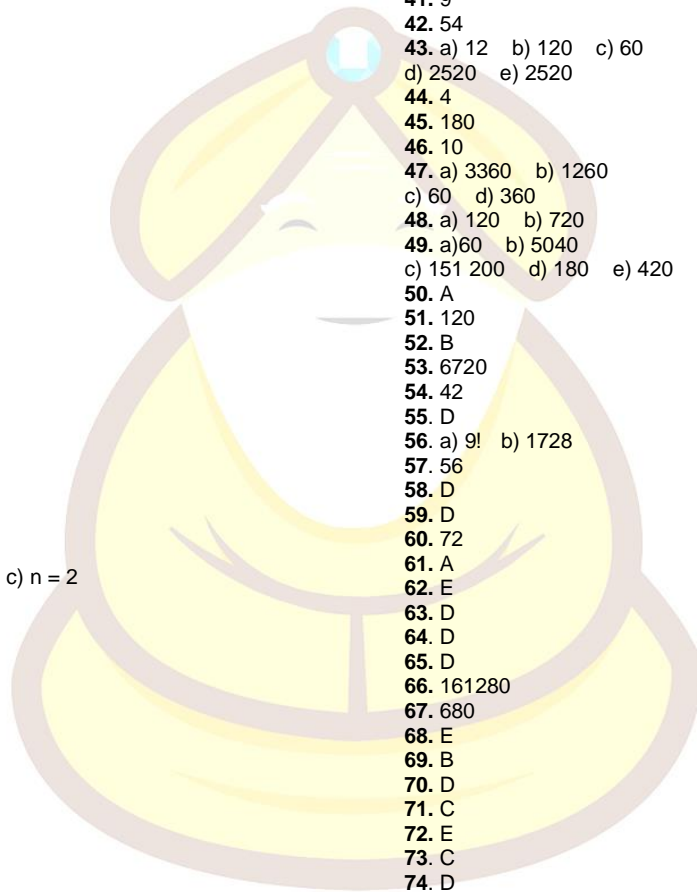 41. 9
42. 54
43. a) 12 b) 120 c) 60
d) 2520 e) 2520
44. 4
45. 180
46. 10
47. a) 3360 b) 1260
c) 60 d) 360
48. a) 120 b) 720
49. a)60 b) 5040
c) 151 200 d) 180 e) 420
50. A
51. 120
52. B
53. 6720
54. 42
55. D
56. a) 9! b) 1728
57. 56
58. D
59. D
60. 72
61. A
c) n = 2
62. E
63. D
64. D
65. D
66. 161280
67. 680
68. E
69. B
70. D
71. C
72. E
73. C
74. D